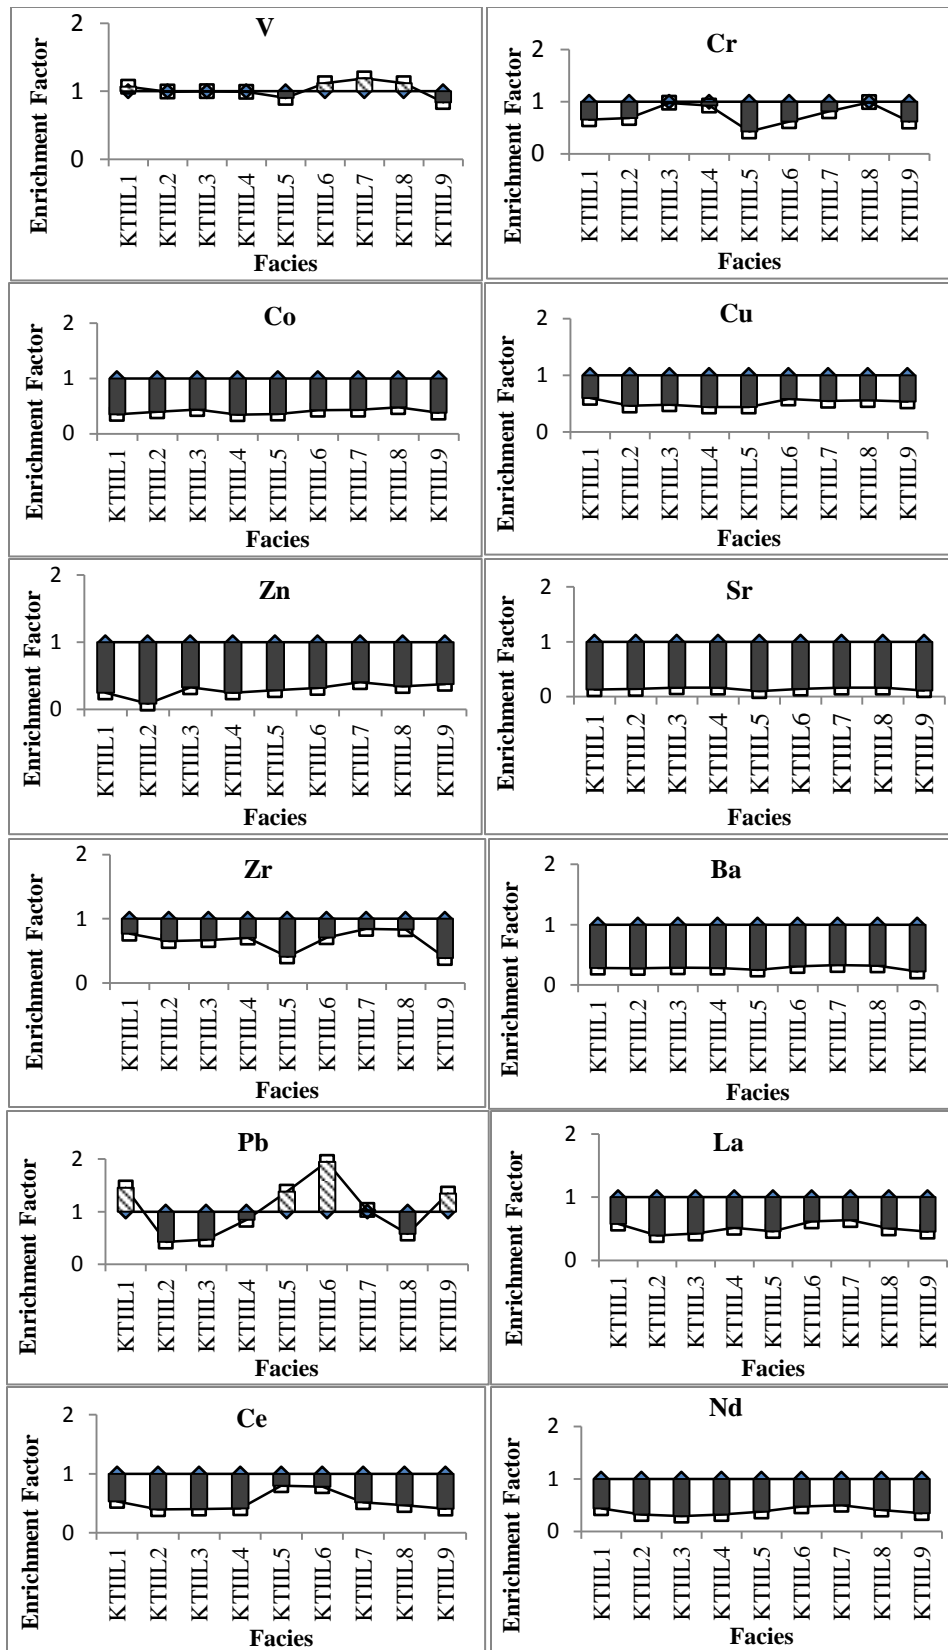 V
Enrichment Factor
2
1
0
KTIIL1
KTIIL2
KTIIL3
KTIIL4
KTIIL5
KTIIL6
KTIIL7
KTIIL8
KTIIL9
Facies
Cr
Enrichment Factor
2
1
0
KTIIL1
KTIIL2
KTIIL3
KTIIL4
KTIIL5
KTIIL6
KTIIL7
KTIIL8
KTIIL9
Facies
Co
Enrichment Factor
2
1
0
KTIIL1
KTIIL2
KTIIL3
KTIIL4
KTIIL5
KTIIL6
KTIIL7
KTIIL8
KTIIL9
Facies
Cu
Enrichment Factor
2
1
0
KTIIL1
KTIIL2
KTIIL3
KTIIL4
KTIIL5
KTIIL6
KTIIL7
KTIIL8
KTIIL9
Facies
Zn
Enrichment Factor
2
1
0
KTIIL1
KTIIL2
KTIIL3
KTIIL4
KTIIL5
KTIIL6
KTIIL7
KTIIL8
KTIIL9
Facies
Sr
Enrichment Factor
2
1
0
KTIIL1
KTIIL2
KTIIL3
KTIIL4
KTIIL5
KTIIL6
KTIIL7
KTIIL8
KTIIL9
Facies
Zr
Enrichment Factor
2
1
0
KTIIL1
KTIIL2
KTIIL3
KTIIL4
KTIIL5
KTIIL6
KTIIL7
KTIIL8
KTIIL9
Facies
Ba
Enrichment Factor
2
1
0
KTIIL1
KTIIL2
KTIIL3
KTIIL4
KTIIL5
KTIIL6
KTIIL7
KTIIL8
KTIIL9
Facies
Pb
Enrichment Factor
2
1
0
KTIIL1
KTIIL2
KTIIL3
KTIIL4
KTIIL5
KTIIL6
KTIIL7
KTIIL8
KTIIL9
Facies
La
Enrichment Factor
2
1
0
KTIIL1
KTIIL2
KTIIL3
KTIIL4
KTIIL5
KTIIL6
KTIIL7
KTIIL8
KTIIL9
Facies
Ce
Enrichment Factor
2
1
0
KTIIL1
KTIIL2
KTIIL3
KTIIL4
KTIIL5
KTIIL6
KTIIL7
KTIIL8
KTIIL9
Facies
Nd
Enrichment Factor
2
1
0
KTIIL1
KTIIL2
KTIIL3
KTIIL4
KTIIL5
KTIIL6
KTIIL7
KTIIL8
KTIIL9
Facies